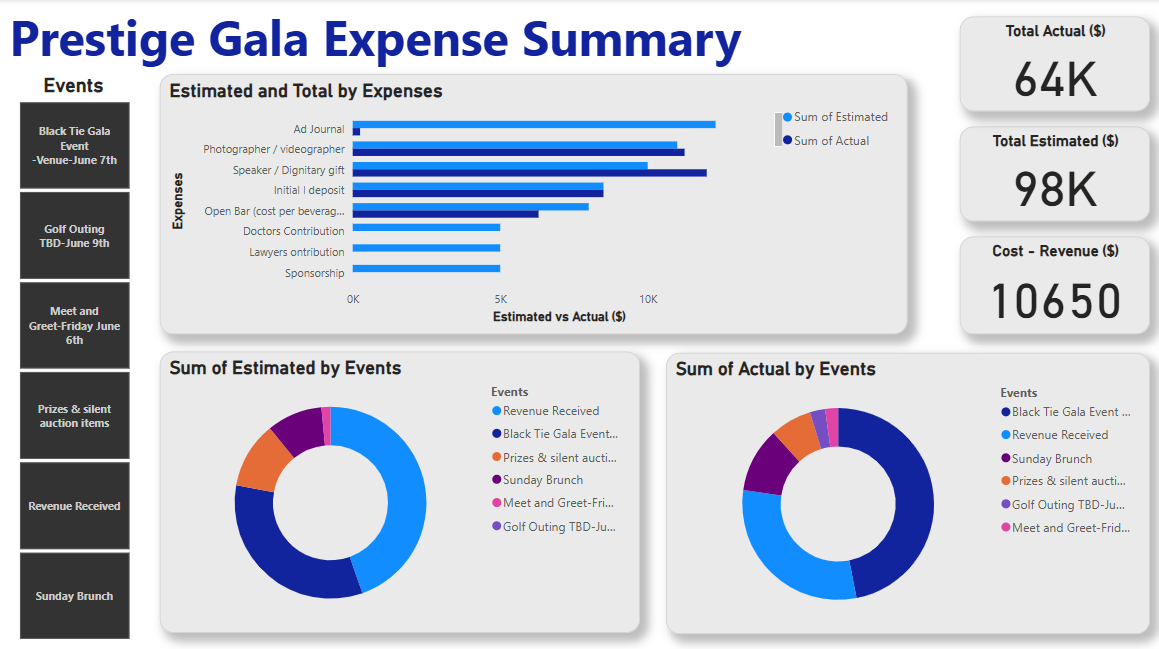 Prestige Gala Expense Summary
Events
Black Tie Gala
Event
-Venue-June 7th
Golf Outing
TBD-June 9th
Meet and
Greet-Friday June
6th
Prizes & silent
auction items
Revenue Received
Sunday Brunch
Estimated and Total by Expenses
Sum of Estimated
Sum of Actual
Expenses
Ad Journal
Photographer / videographer
Speaker / Dignitary gift
Initial l deposit
Open Bar (cost per beverag...
Doctors Contribution
Lawyers ontribution
Sponsorship
0K 5K 10K
Estimated vs Actual ($)
Total Actual ($)
64K
Total Estimated ($)
98K
Cost - Revenue ($)
10650
Sum of Estimated by Events
Events
Revenue Received
Black Tie Gala Event...
Prizes & silent aucti...
Sunday Brunch
Meet and Greet-Fri...
Golf Outing TBD-Ju...
Sum of Actual by Events
Events
Black Tie Gala Event ...
Revenue Received
Sunday Brunch
Prizes & silent aucti...
Golf Outing TBD-Ju...
Meet and Greet-Frid...